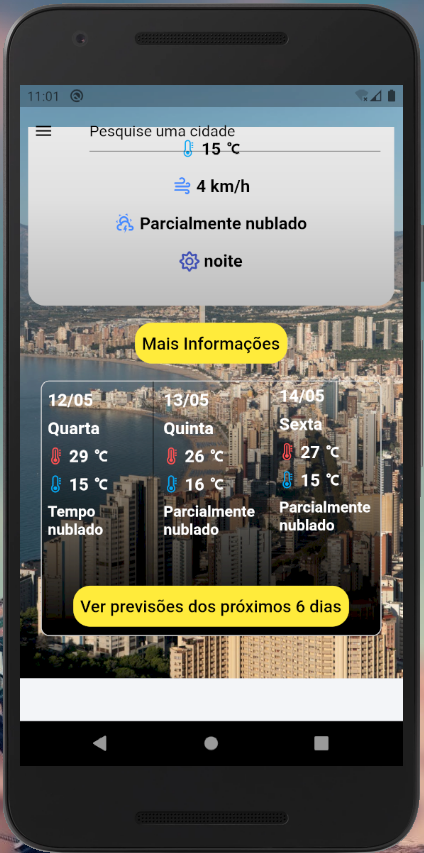 11:01
Pesquise uma cidade
15 °C
4 km/h
Parcialmente nublado
noite
Mais Informações
12/05
Quarta
29 °C
15 °C
Tempo
nublado
13/05
Quinta
26 °C
16 °C
Parcialmente
nublado
14/05
Sexta
27 °C
15 °C
Parcialmente
nublado
Ver previsões dos próximos 6 dias